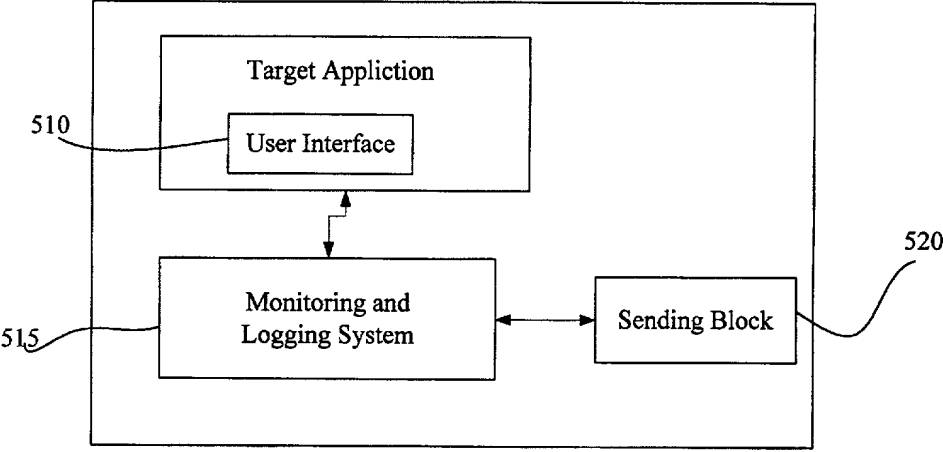 Target Appliction
510
User Interface
520
Monitoring and
Logging System
Sending Block
515